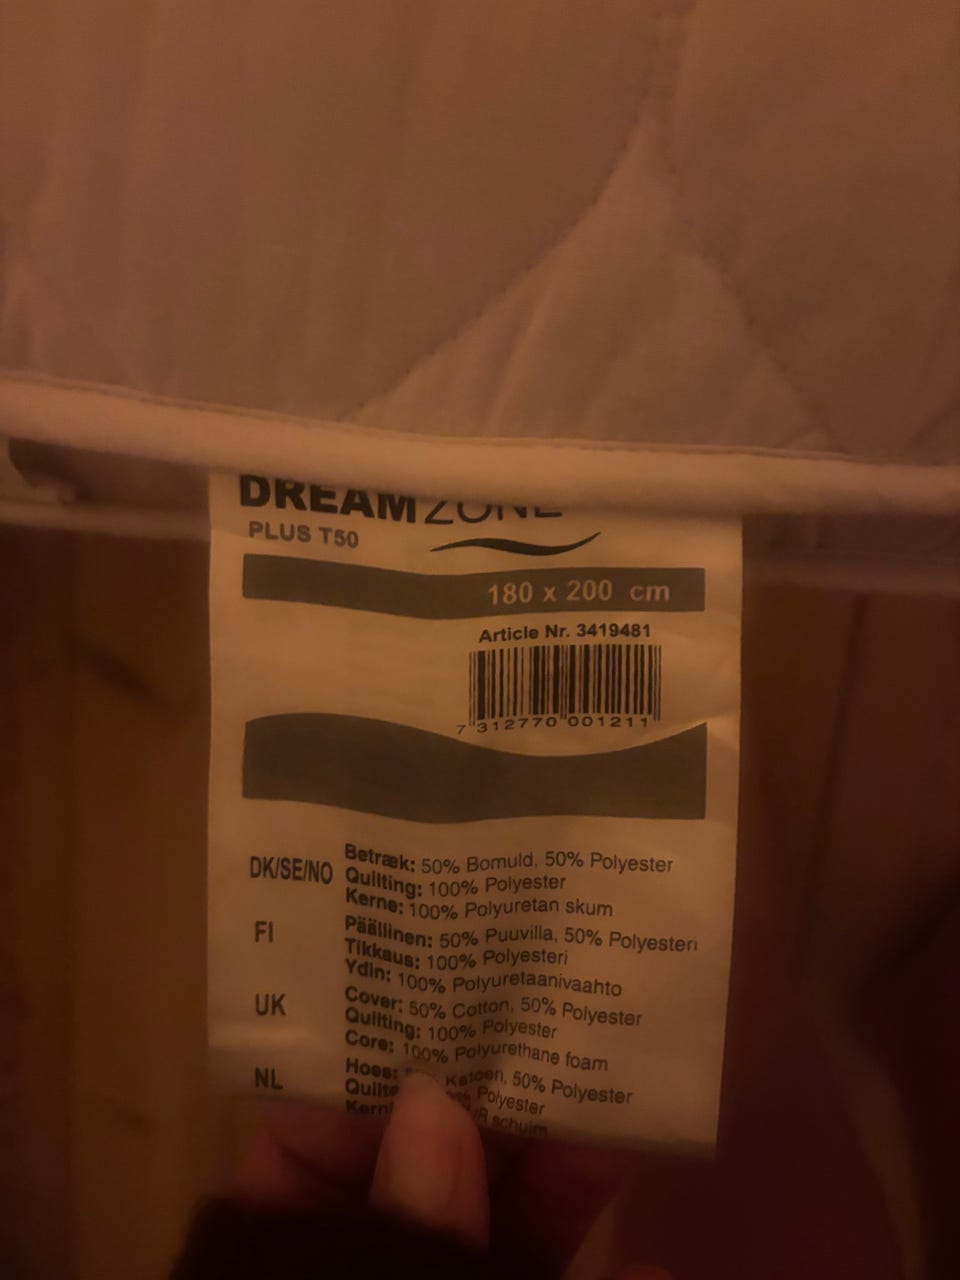 DREAMZONE
PLUS T50
180 x 200 cm
Article Nr. 3419481
7 312770 001211
DK/SE/NO Betræk: 50% Bomuld, 50% Polyester
Quilting: 100% Polyester
Kerne: 100% Polyuretan skum
FI Päällinen: 50% Puuvilla, 50% Polyesteri
Tikkaus: 100% Polyesteri
Ydin: 100% Polyuretaanivaahto
UK Cover: 50% Cotton, 50% Polyester
Quilting: 100% Polyester
Core: 100% Polyurethane foam
NL Hoes: Katoen, 50% Polyester
Polyester
schuim